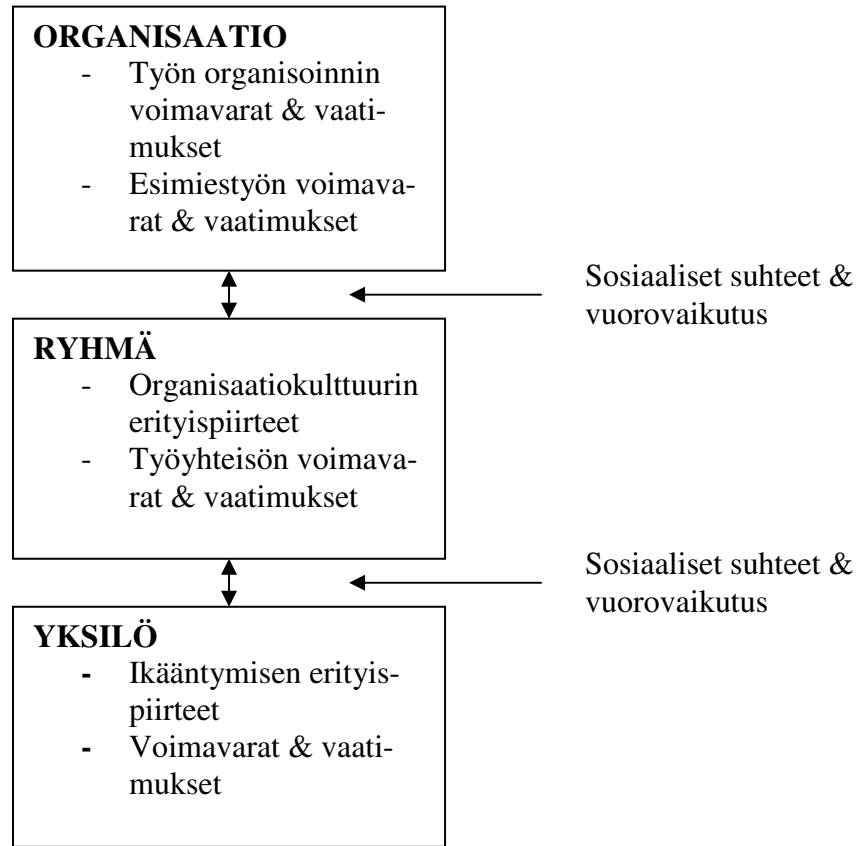 ORGANISAATIO
- Työn organisoinnin
voimavarat & vaati-
mukset
- Esimiestyön voimava-
rat & vaatimukset
Sosiaaliset suhteet &
vuorovaikutus
RYHMÄ
- Organisaatiokulttuurin
erityispiirteet
- Työyhteisön voimava-
rat & vaatimukset
Sosiaaliset suhteet &
vuorovaikutus
YKSILÖ
- Ikääntymisen erityis-
piirteet
- Voimavarat & vaati-
mukset